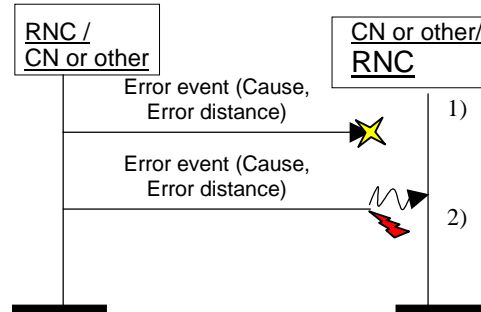 RNC /
CN or other
CN or other/
RNC
Error event (Cause,
Error distance)
1)
Error event (Cause,
Error distance)
2)